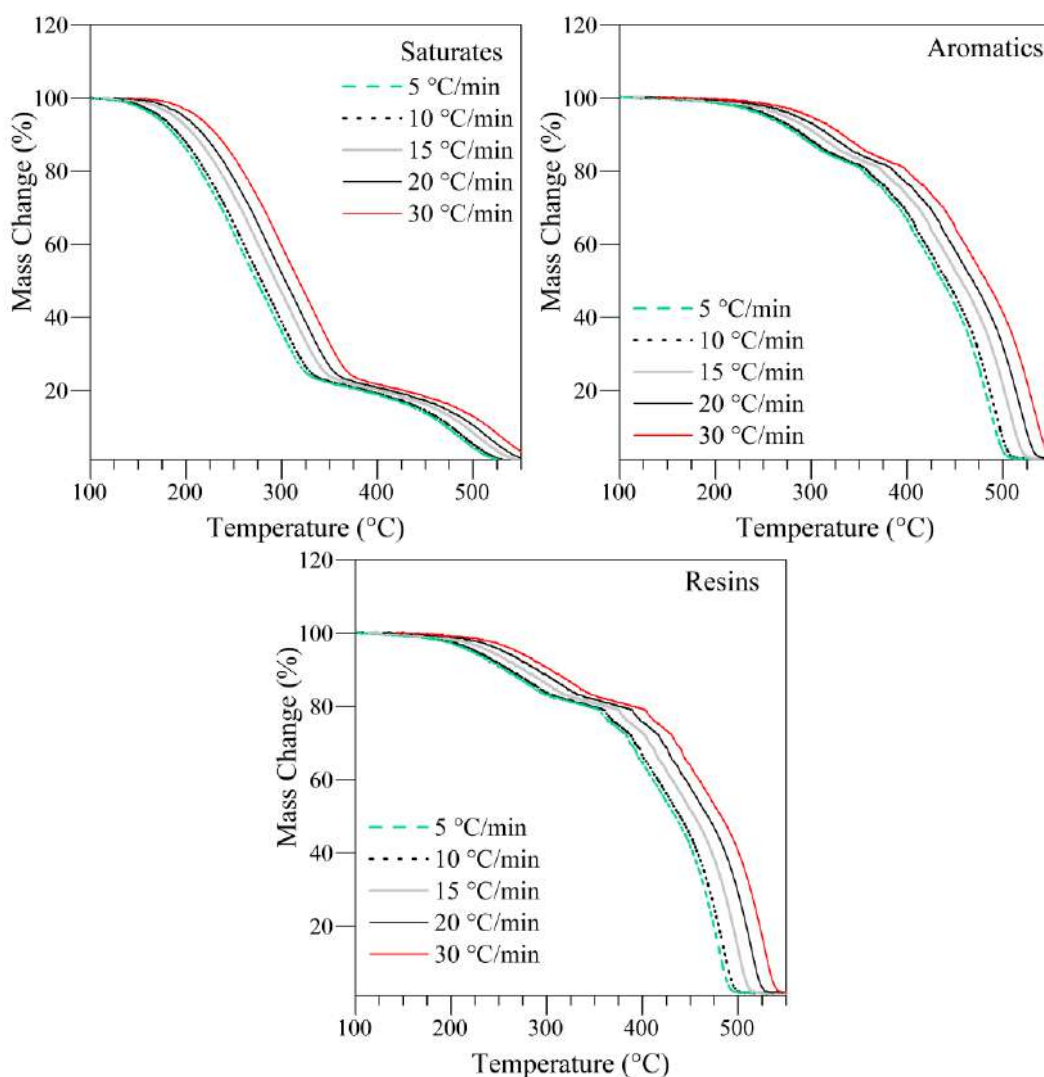 Saturates
5 °C/min
10 °C/min
15 °C/min
20 °C/min
30 °C/min
120
100
80
60
40
20
Mass Change (%)
100 200 300 400 500
Temperature (°C)
Aromatics
120
100
80
60
40
20
Mass Change (%)
5 °C/min
10 °C/min
15 °C/min
20 °C/min
30 °C/min
100 200 300 400 500
Temperature (°C)
Resins
120
100
80
60
40
20
Mass Change (%)
5 °C/min
10 °C/min
15 °C/min
20 °C/min
30 °C/min
100 200 300 400 500
Temperature (°C)